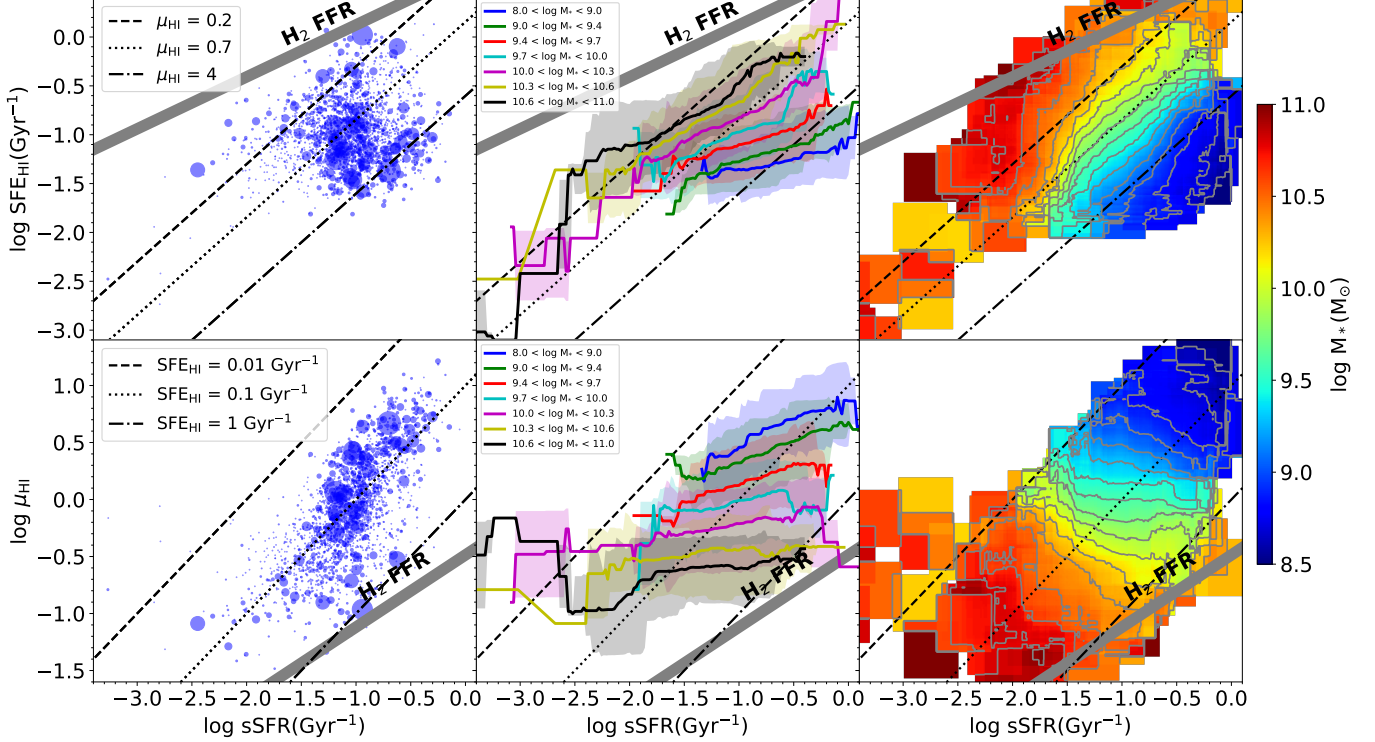 μHI = 0.2
μHI = 0.7
μHI = 4
H2 FFR
log SFEHI(Gyr−1)
0.0
−0.5
−1.0
−1.5
−2.0
−2.5
−3.0
8.0 < log M* < 9.0
9.0 < log M* < 9.4
9.4 < log M* < 9.7
9.7 < log M* < 10.0
10.0 < log M* < 10.3
10.3 < log M* < 10.6
10.6 < log M* < 11.0
H2 FFR
H2 FFR
SFEHI = 0.01 Gyr−1
SFEHI = 0.1 Gyr−1
SFEHI = 1 Gyr−1
H2 FFR
log μHI
1.0
0.5
0.0
−0.5
−1.0
−1.5
8.0 < log M* < 9.0
9.0 < log M* < 9.4
9.4 < log M* < 9.7
9.7 < log M* < 10.0
10.0 < log M* < 10.3
10.3 < log M* < 10.6
10.6 < log M* < 11.0
H2 FFR
H2 FFR
−3.0 −2.5 −2.0 −1.5 −1.0 −0.5 0.0
−3.0 −2.5 −2.0 −1.5 −1.0 −0.5 0.0
−3.0 −2.5 −2.0 −1.5 −1.0 −0.5 0.0
log sSFR(Gyr−1)
log sSFR(Gyr−1)
log sSFR(Gyr−1)
11.0
10.5
10.0
9.5
9.0
8.5
log M*(M⊙)